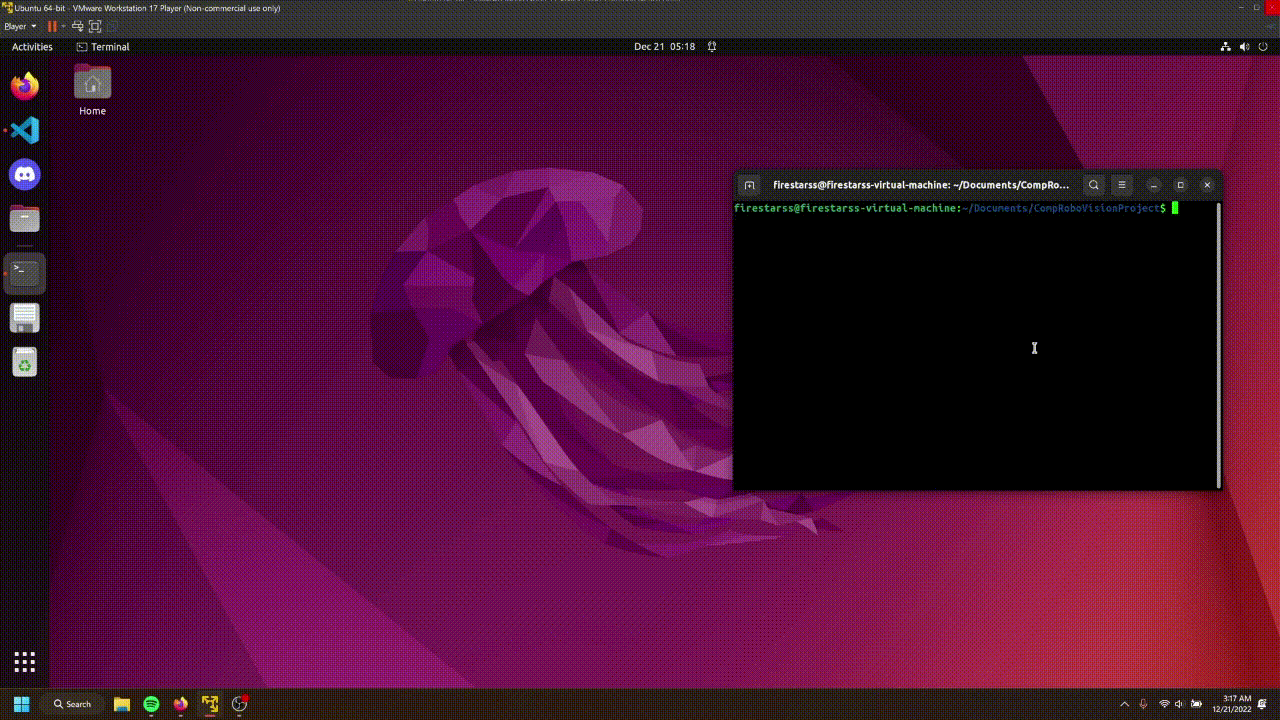 Ubuntu 64-bit - VMware Workstation 17 Player (Non-commercial use only)
Player
Activities
Terminal
Dec 21 05:18
Home
firestarss@firestarss-virtual-machine: ~/Documents/CompRo...
firestarss@firestarss-virtual-machine:~/Documents/CompRoboVisionProject$
Search
3:17 AM
12/21/2022